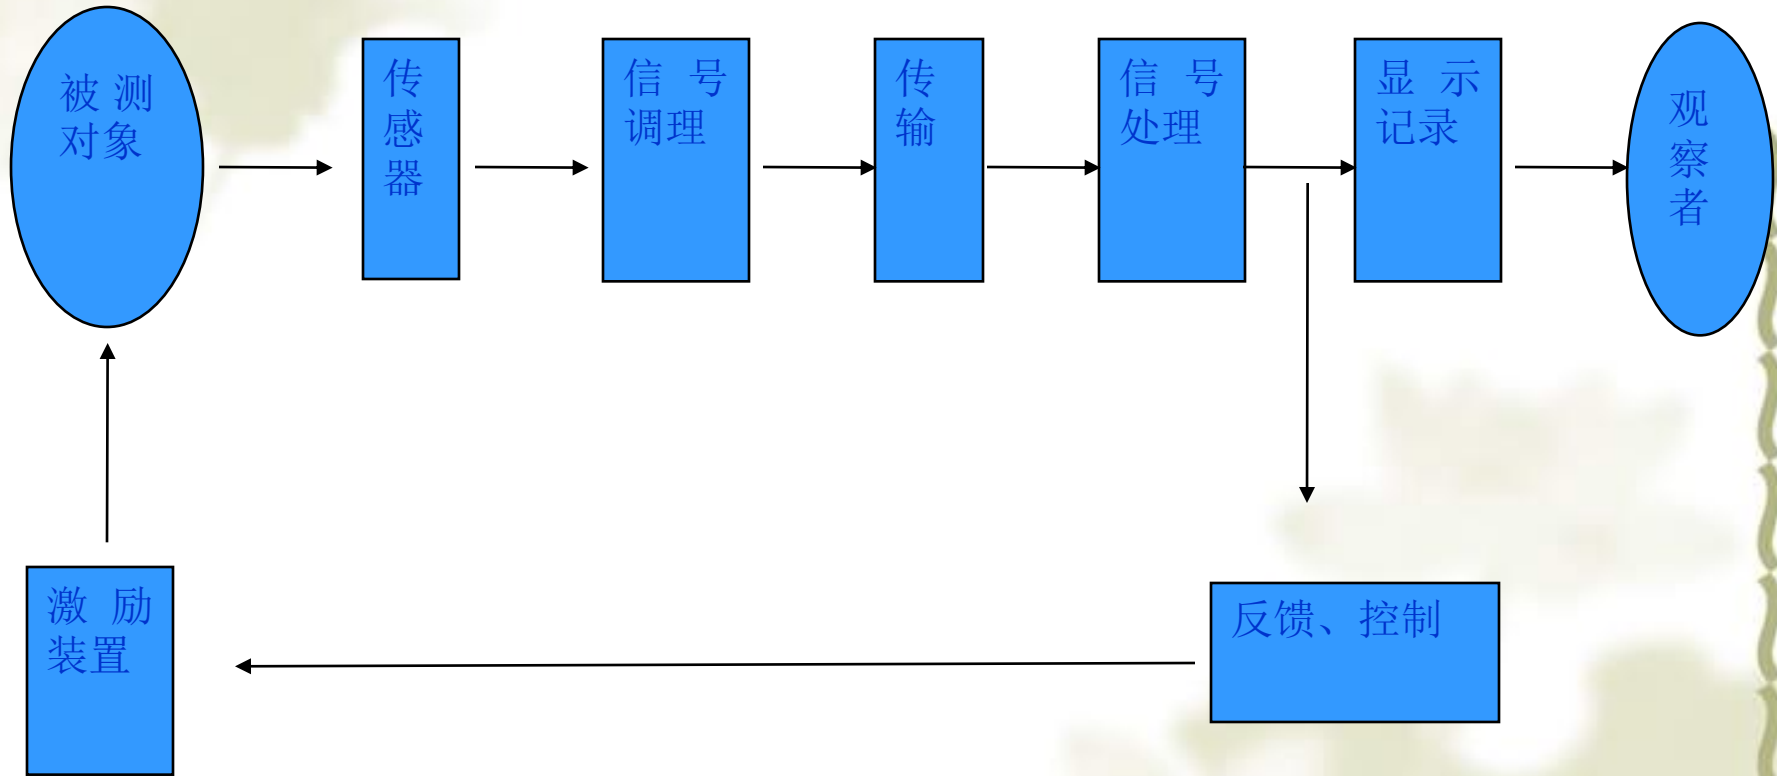 被测
对象
传
感
器
信号
调理
传
输
信号
处理
显示
记录
观
察
者
激励
装置
反馈、控制